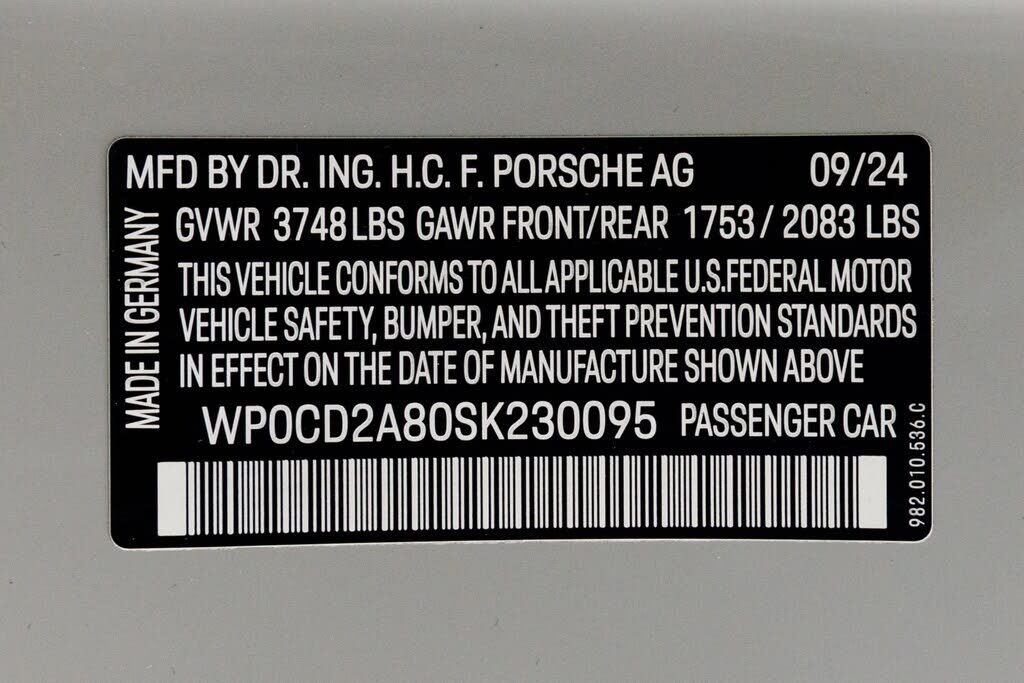 MFD BY DR. ING. H.C. F. PORSCHE AG 09/24
GVWR 3748 LBS GAWR FRONT/REAR 1753 / 2083 LBS
THIS VEHICLE CONFORMS TO ALL APPLICABLE U.S. FEDERAL MOTOR
VEHICLE SAFETY, BUMPER, AND THEFT PREVENTION STANDARDS
IN EFFECT ON THE DATE OF MANUFACTURE SHOWN ABOVE
WP0CD2A80SK230095 PASSENGER CAR
MADE IN GERMANY
982.010.536.C